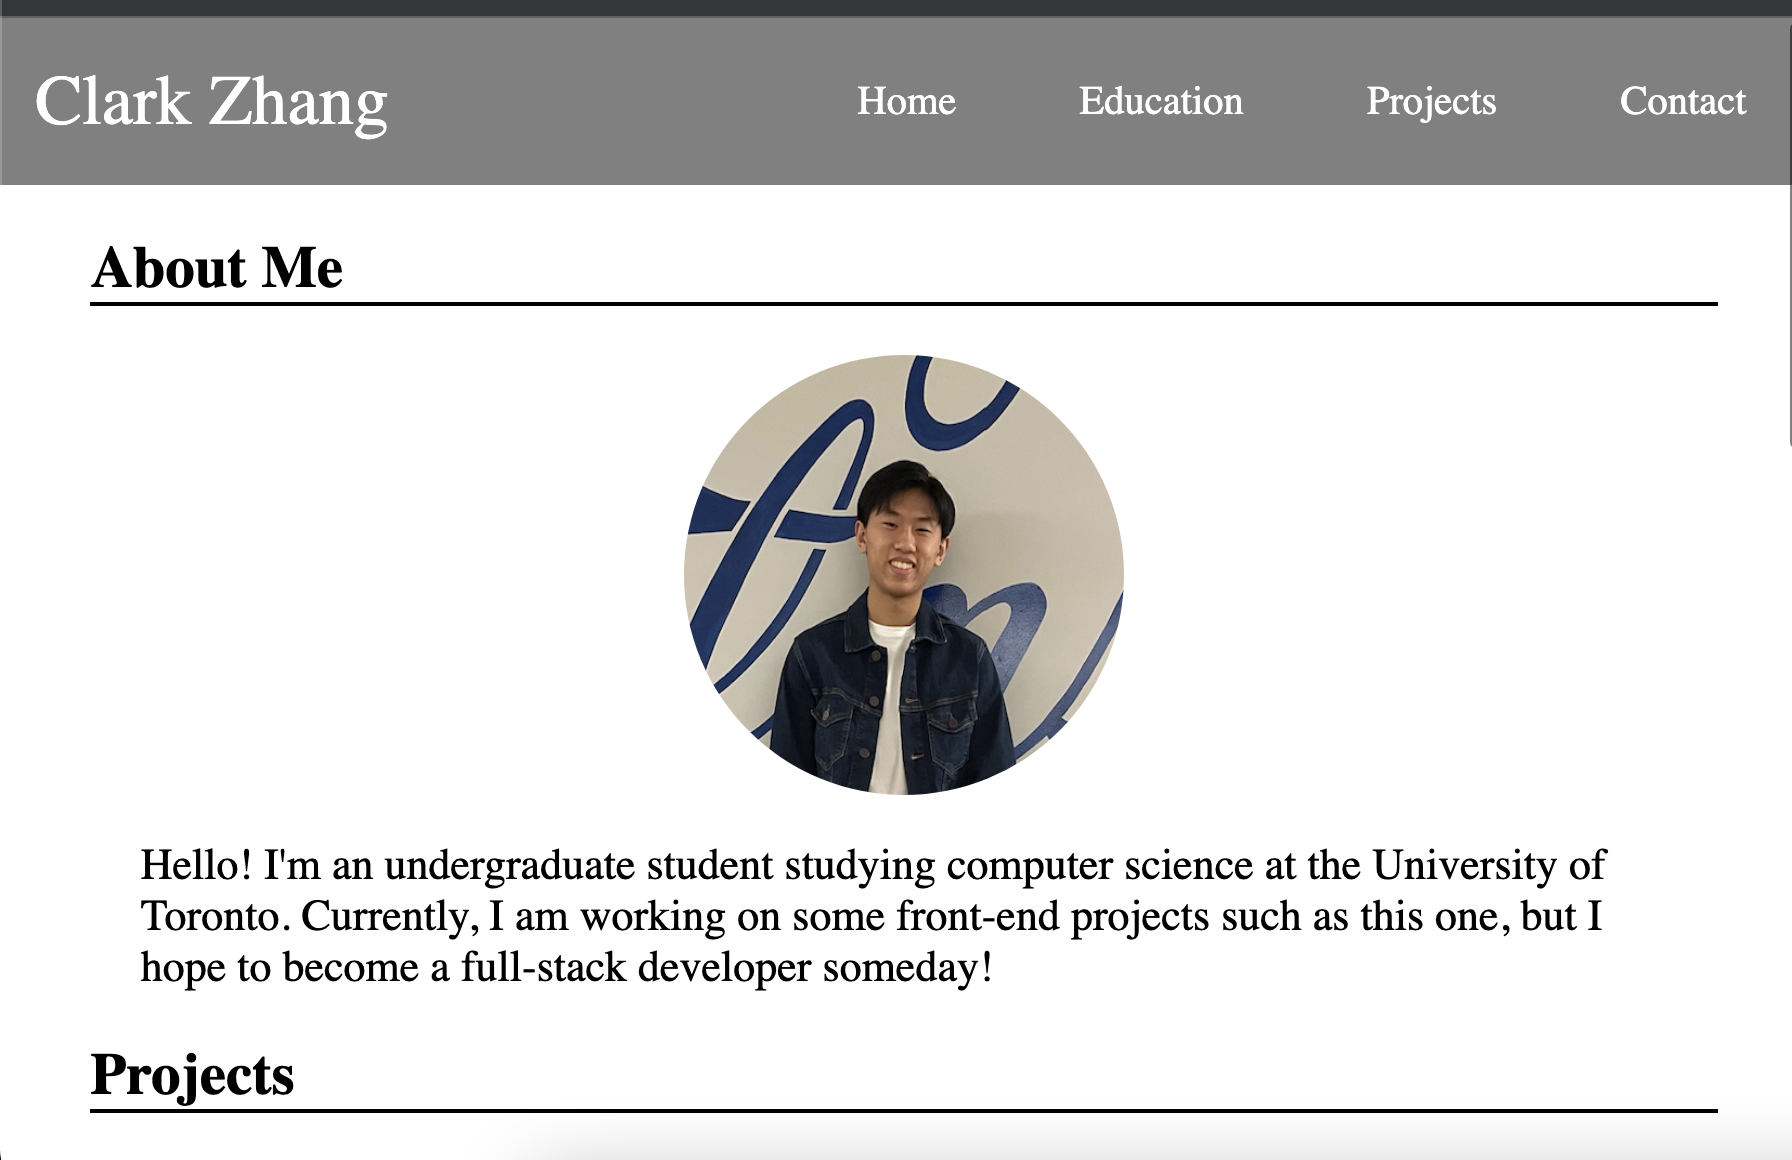 Clark Zhang
Home Education Projects Contact
About Me
Hello! I'm an undergraduate student studying computer science at the University of
Toronto. Currently, I am working on some front-end projects such as this one, but I
hope to become a full-stack developer someday!
Projects